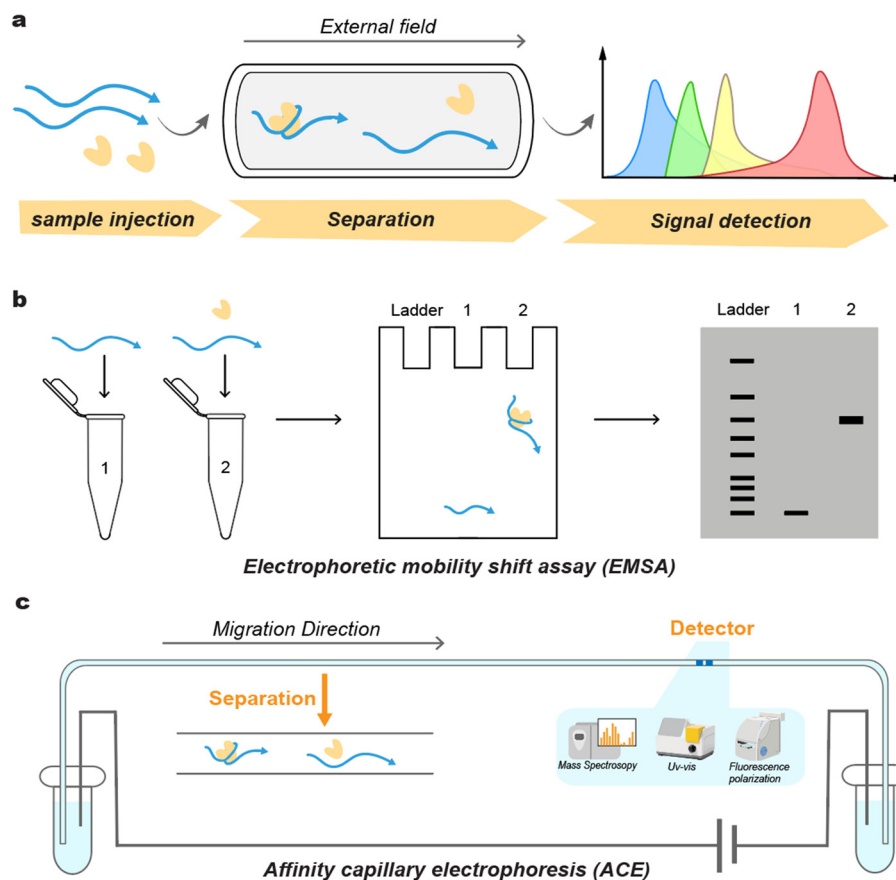 a
External field
sample injection
Separation
Signal detection
b
Ladder 1 2
Ladder 1 2
1
2
Electrophoretic mobility shift assay (EMSA)
c
Migration Direction
Detector
Separation
Mass Spectrosopy
Uv-vis
Fluorescence
polarization
Affinity capillary electrophoresis (ACE)